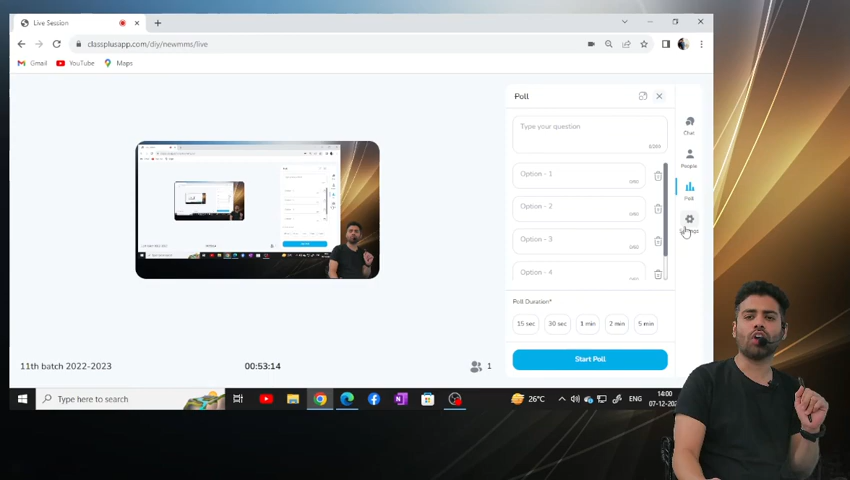 Live Session
classplusapp.com/diy/newmms/live
Gmail
YouTube
Maps
Poll
Type your question
0/260
Option - 1
Option - 2
Option - 3
Option - 4
Chat
People
Poll
Poll Duration*
15 sec
30 sec
1 min
2 min
5 min
Start Poll
11th batch 2022-2023
00:53:14
1
Type here to search
26°C
ENG
14:00